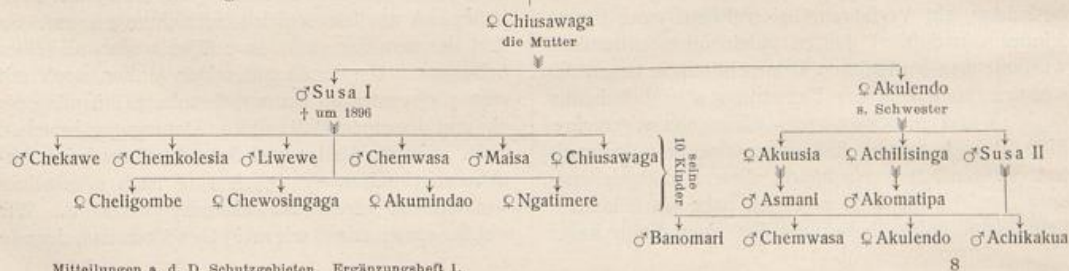 ♀ Chiusawaga
die Mutter
♂ Susa I
† um 1896
♀ Akulendo
s. Schwester
♂ Chekawe ♂ Chemkolesia ♂ Liwewe ♂ Chemwasa ♂ Maisa ♀ Chiusawaga
♀ Cheligombe ♀ Chewosingaga ♀ Akumindao ♀ Ngatimere
seine
10 Kinder
♀ Akuusia ♀ Achilisinga ♂ Susa II
♂ Asmani ♂ Akomatipa
♂ Banomari ♂ Chemwasa ♀ Akulendo ♂ Achikakua
Mitteilungen a. d. D. Schutzgebieten. Ergänzungsheft I.
8